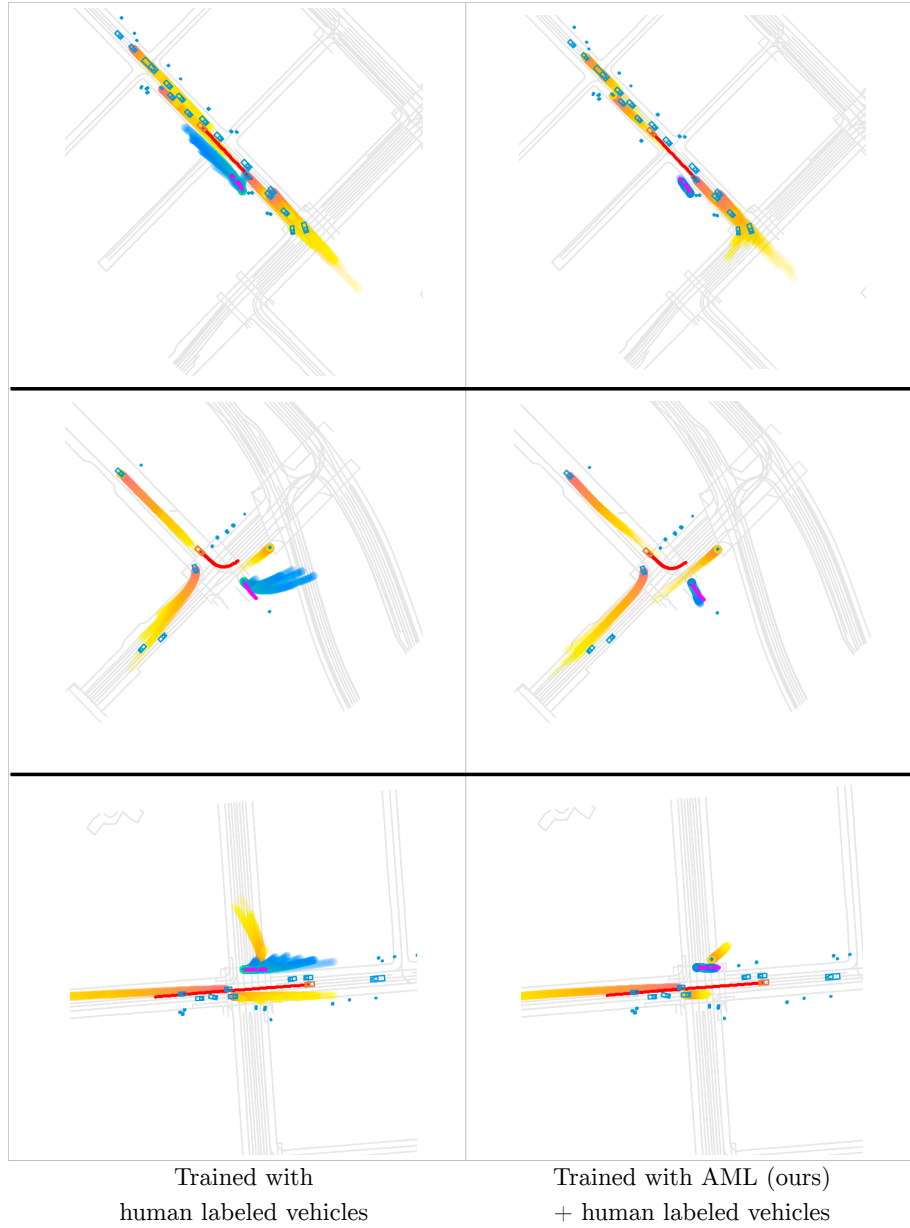 Trained with
human labeled vehicles
Trained with AML (ours)
+ human labeled vehicles